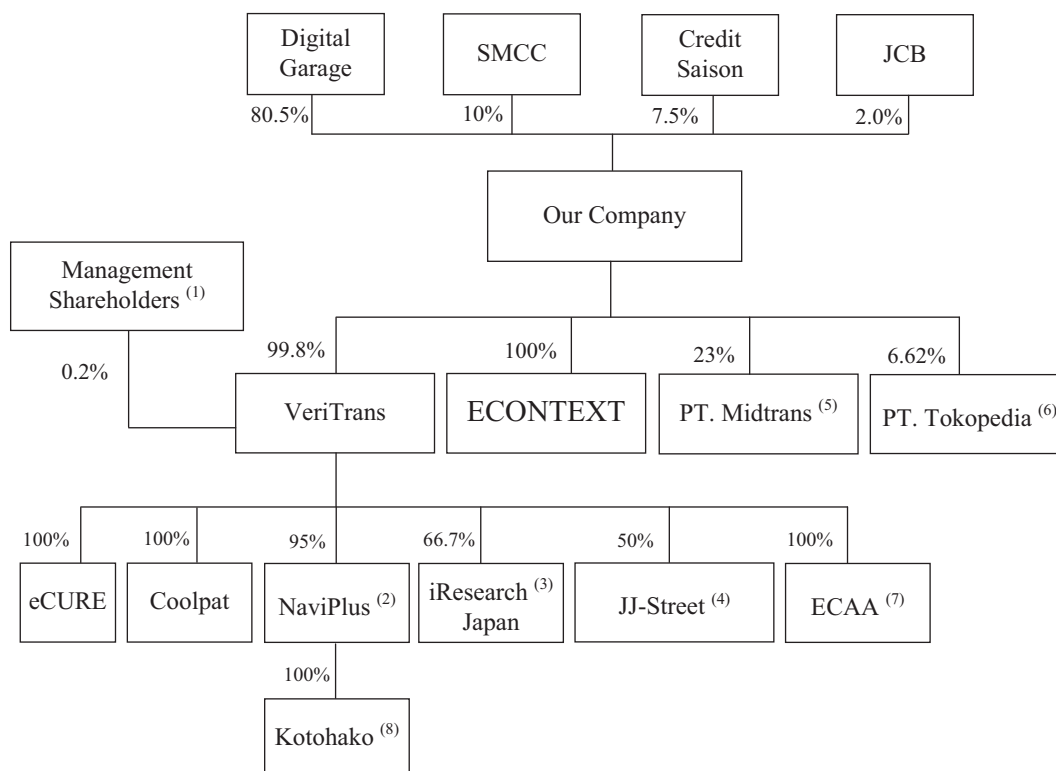 Digital
Garage
SMCC
Credit
Saison
JCB
80.5%
10%
7.5%
2.0%
Our Company
Management
Shareholders (1)
0.2%
99.8%
100%
23%
6.62%
VeriTrans
ECONTEXT
PT. Midtrans (5)
PT. Tokopedia (6)
100%
100%
95%
66.7%
50%
100%
eCURE
Coolpat
NaviPlus (2)
iResearch (3)
Japan
JJ-Street (4)
ECAA (7)
100%
Kotohako (8)